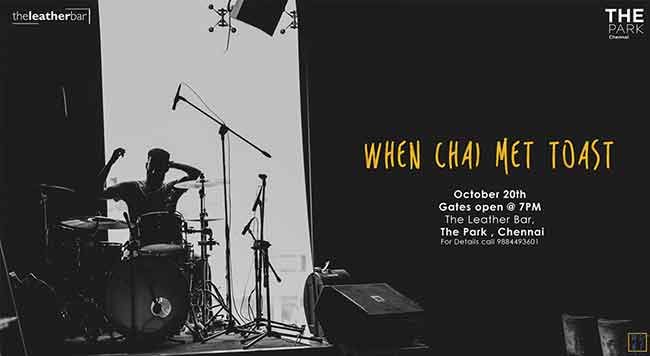 theleatherbar
THE
PARK
Chennai
WHEN CHAI MET TOAST
October 20th
Gates open @ 7PM
The Leather Bar,
The Park , Chennai
For Details call 9884493601